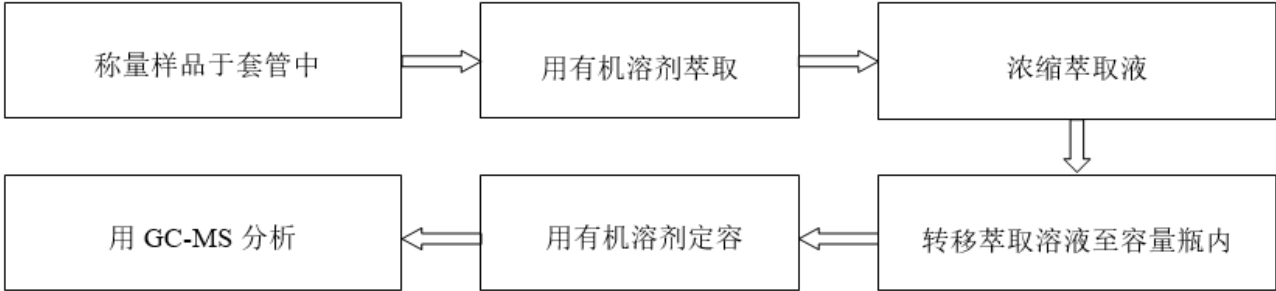 称量样品于套管中
用有机溶剂萃取
浓缩萃取液
转移萃取溶液至容量瓶内
用有机溶剂定容
用 GC-MS 分析